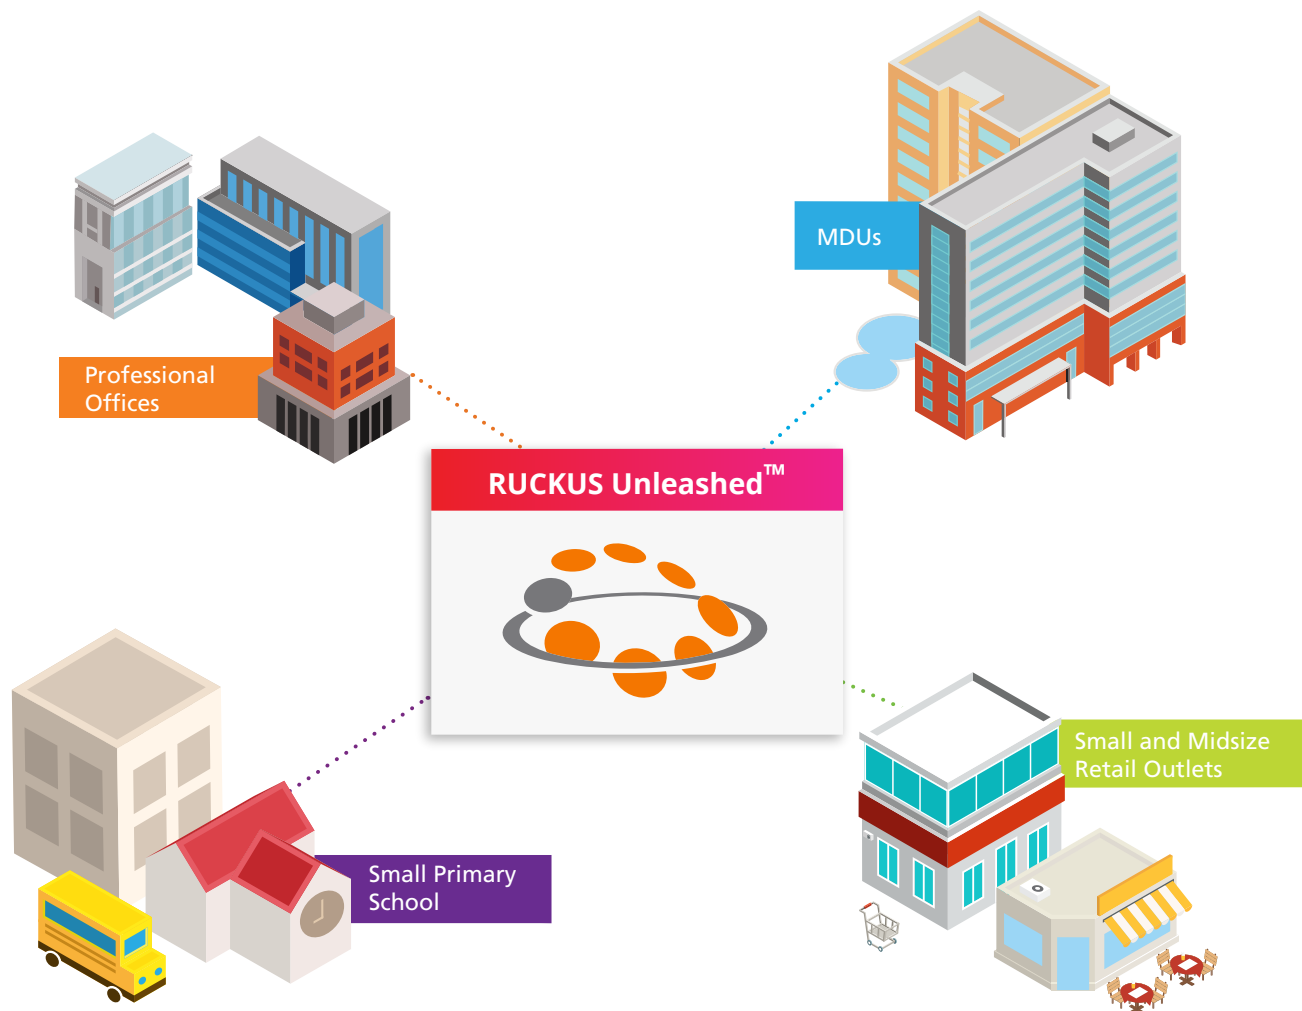 MDUs
Professional
Offices
RUCKUS Unleashed™
Small and Midsize
Retail Outlets
Small Primary
School